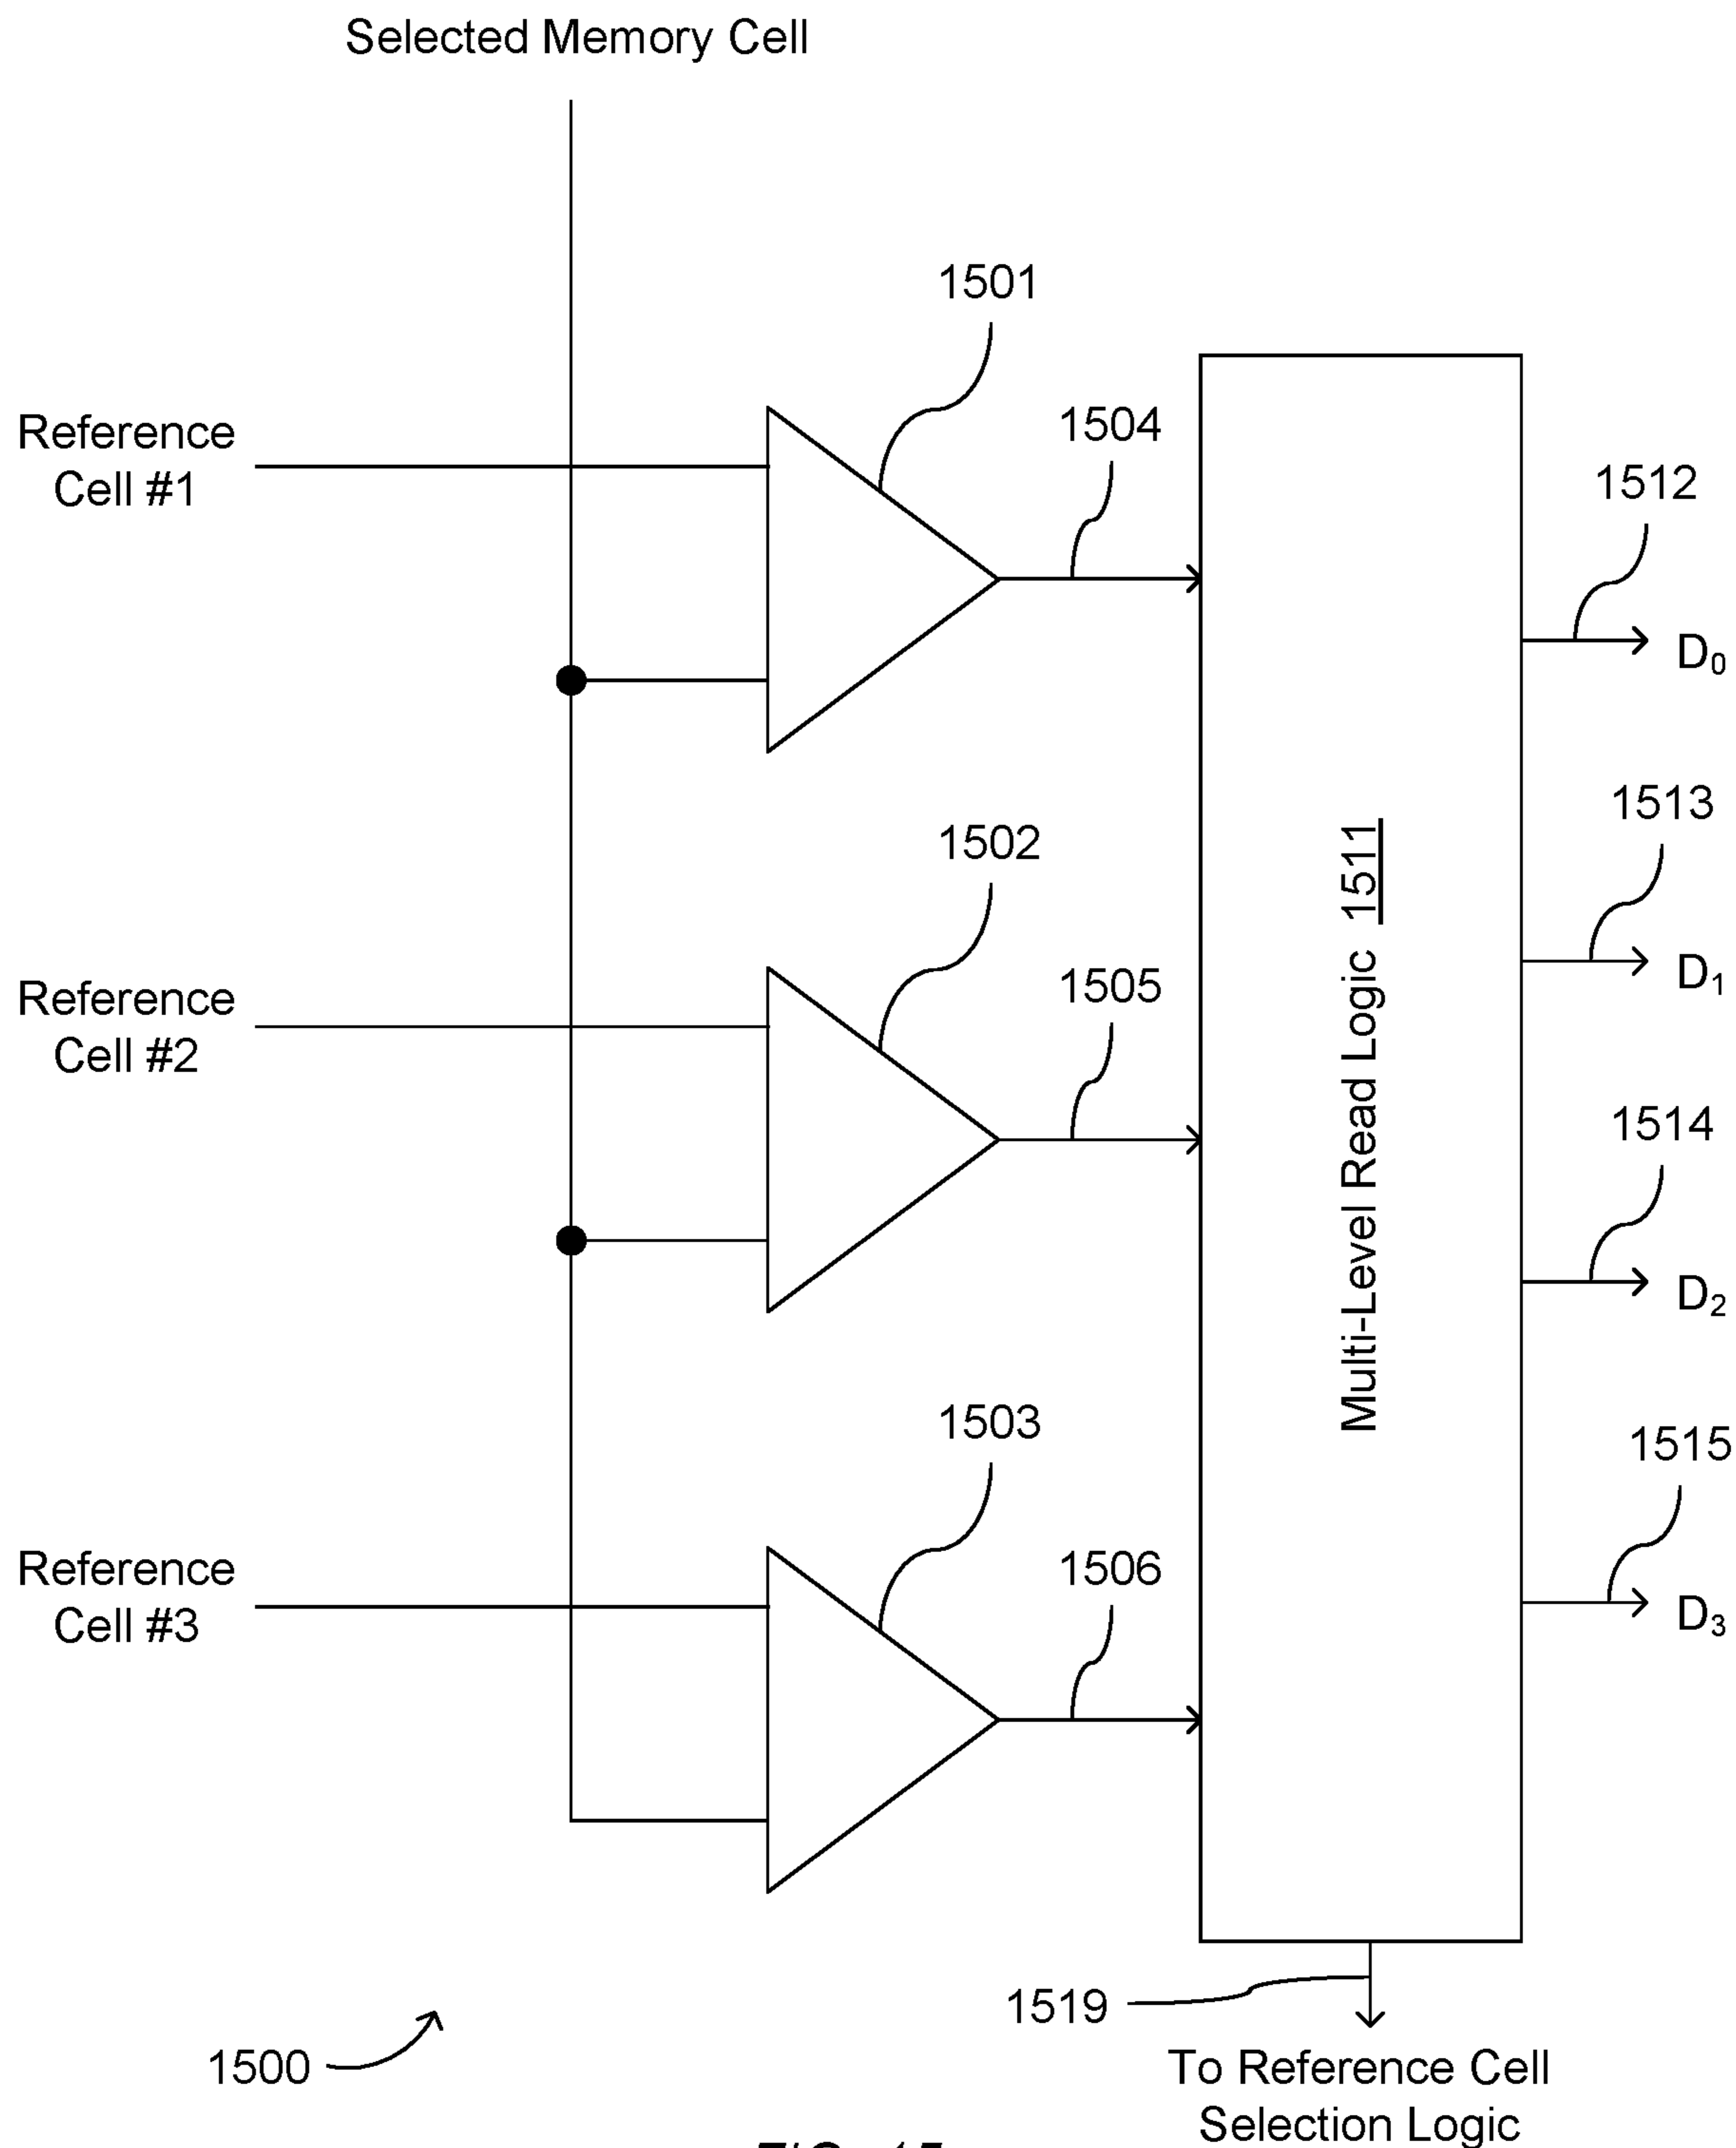 Selected Memory Cell
1501
Reference
Cell #1
1504
1512
D0
1502
1513
Reference
Cell #2
1505
D1
Multi-Level Read Logic 1511
1514
D2
1503
1515
Reference
Cell #3
1506
D3
1519
1500
To Reference Cell
Selection Logic